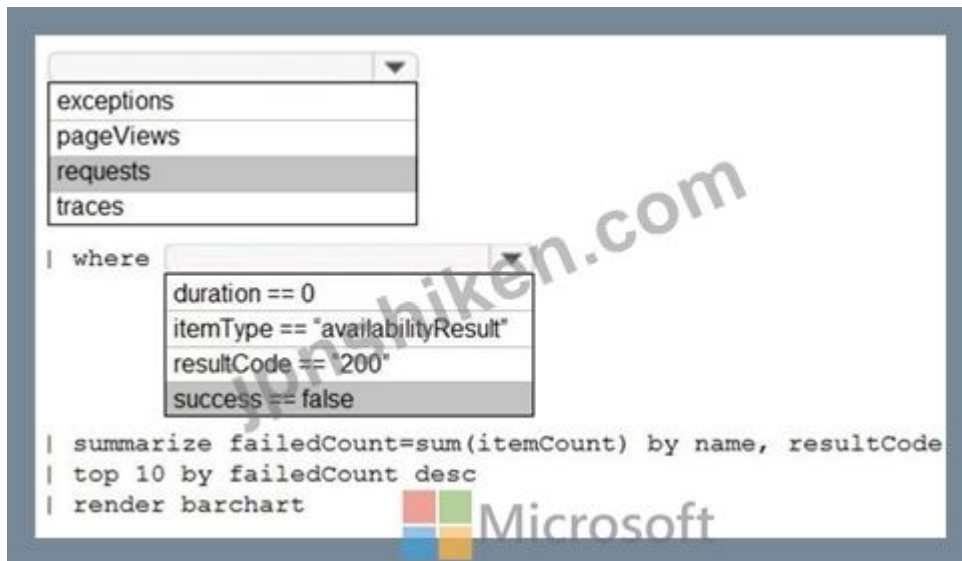 exceptions
pageViews
requests
traces
| where
duration == 0
itemType == "availabilityResult"
resultCode == "200"
success == false
| summarize failedCount=sum(itemCount) by name, resultCode
| top 10 by failedCount desc
| render barchart
Microsoft
jpnshiken.com